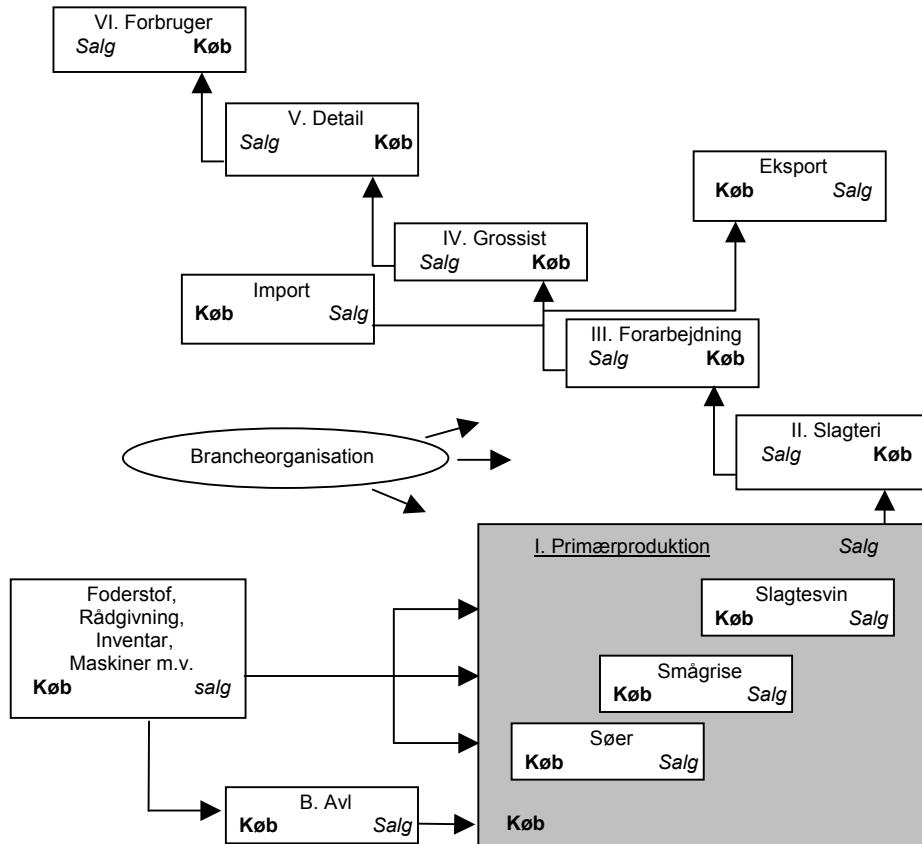 VI. Forbruger
Salg Køb
V. Detail
Salg Køb
Eksport
Køb Salg
IV. Grossist
Salg Køb
Import
Køb Salg
III. Forarbejdning
Salg Køb
II. Slagteri
Salg Køb
Brancheorganisation
I. Primærproduktion Salg
Foderstof,
Rådgivning,
Inventar,
Maskiner m.v.
Køb salg
Slagtesvin
Køb Salg
Smågrise
Køb Salg
Søer
Køb Salg
B. Avl
Køb Salg
Køb